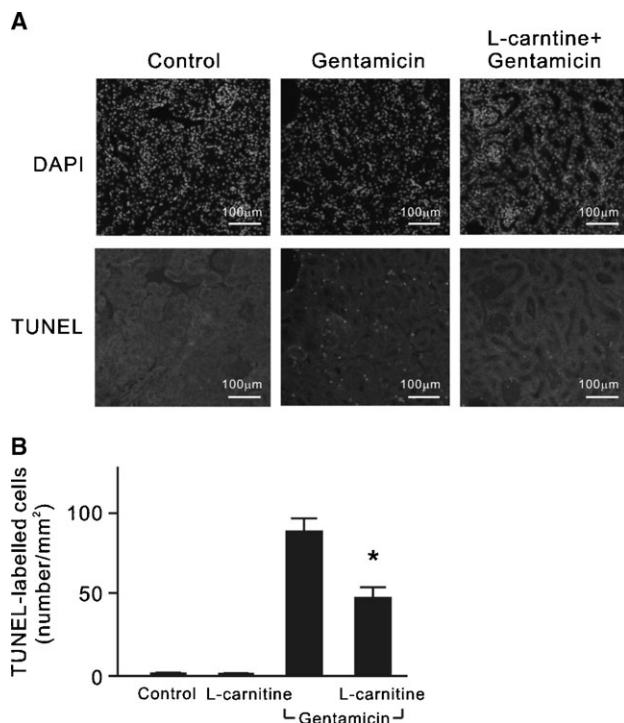 A
Control
Gentamicin
L-carntine+
Gentamicin
DAPI
100μm
100μm
100μm
TUNEL
100μm
100μm
100μm
B
TUNEL-labelled cells
(number/mm²)
100
50
0
*
Control
L-carnitine
L-carnitine
Gentamicin